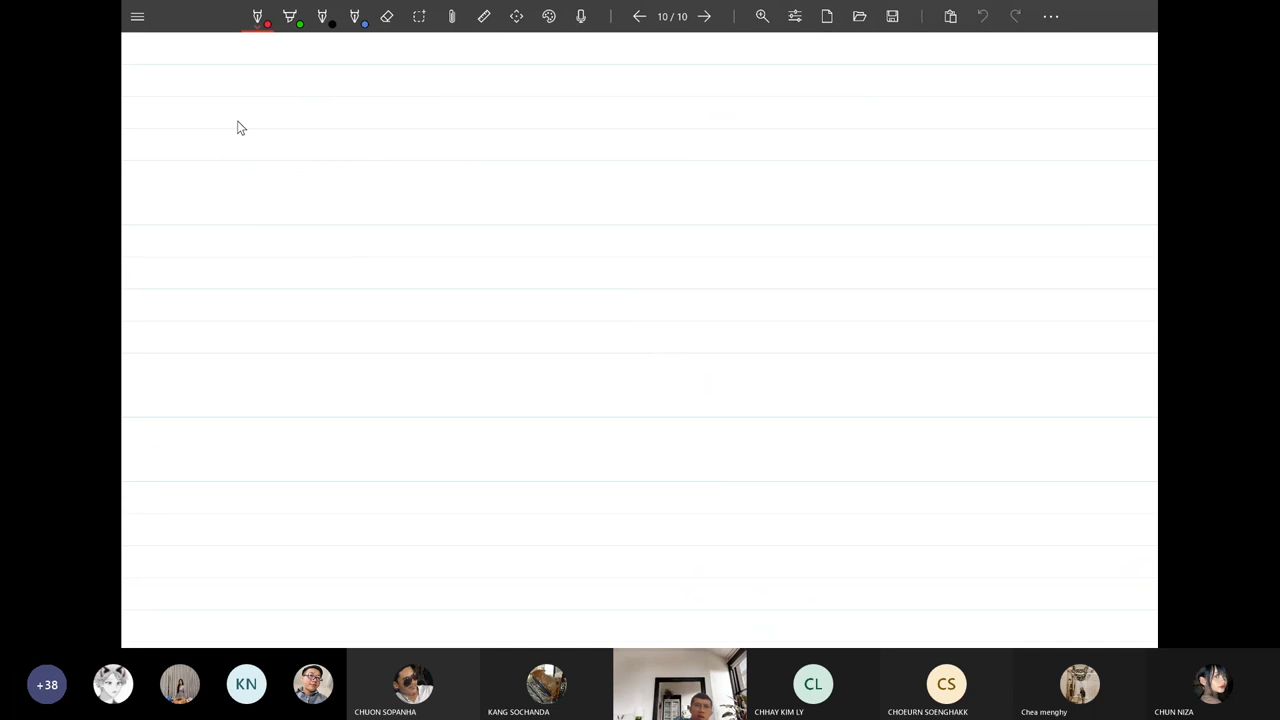 10 / 10
+38
KN
CHUON SOPANHA
KANG SOCHANDA
CL
CHHAY KIM LY
CS
CHOEURN SOENGHAKK
Chea menghy
CHUN NIZA